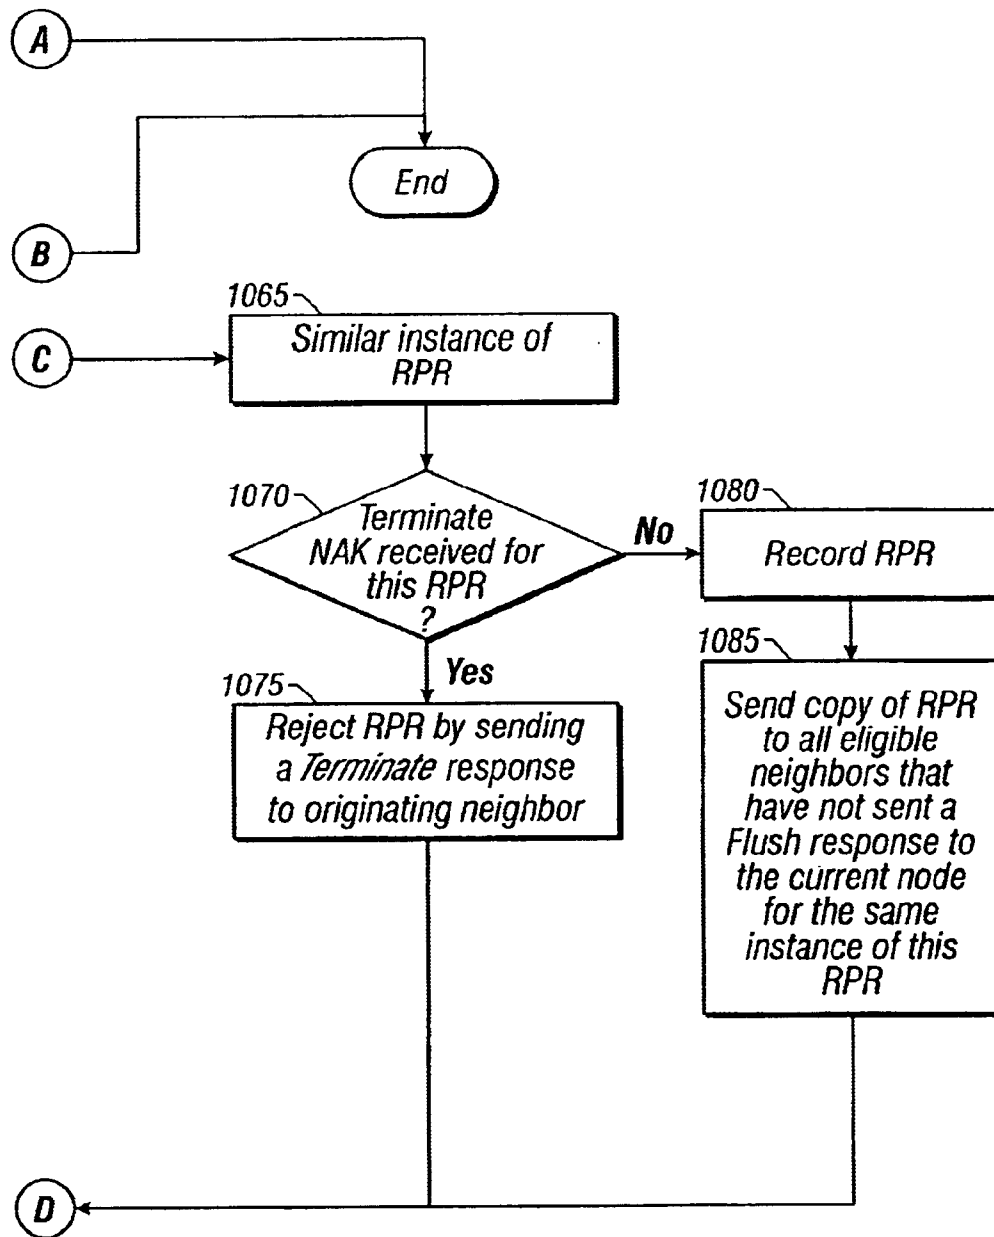 A
End
B
1065
C
Similar instance of
RPR
1070
Terminate
NAK received for
this RPR
?
No
1080
Record RPR
Yes
1075
Reject RPR by sending
a Terminate response
to originating neighbor
1085
Send copy of RPR
to all eligible
neighbors that
have not sent a
Flush response to
the current node
for the same
instance of this
RPR
D